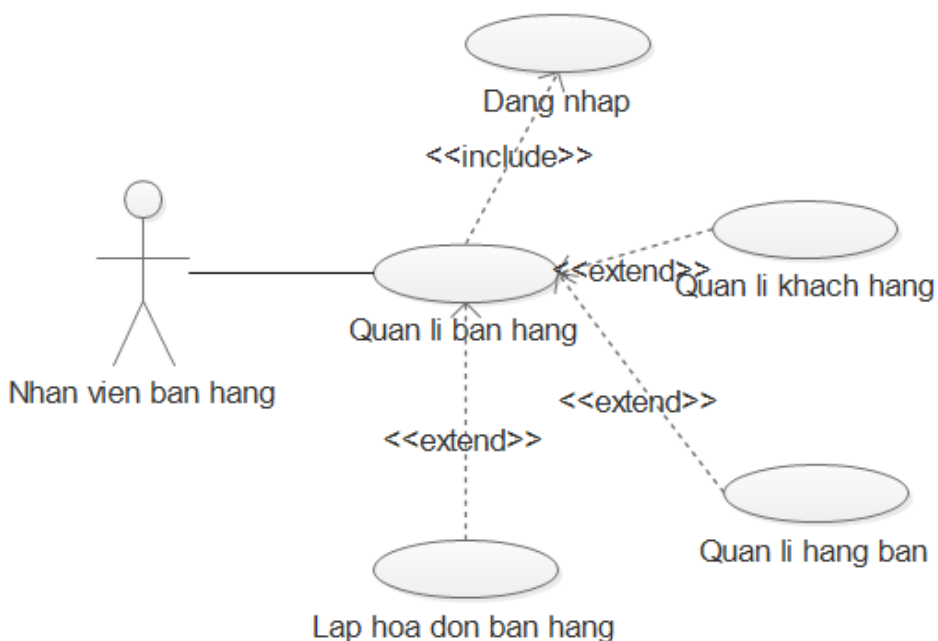 Dang nhap
<<include>>
<<extend>>
Quan li khach hang
Quan li ban hang
Nhan vien ban hang
<<extend>>
<<extend>>
Quan li hang ban
Lap hoa don ban hang